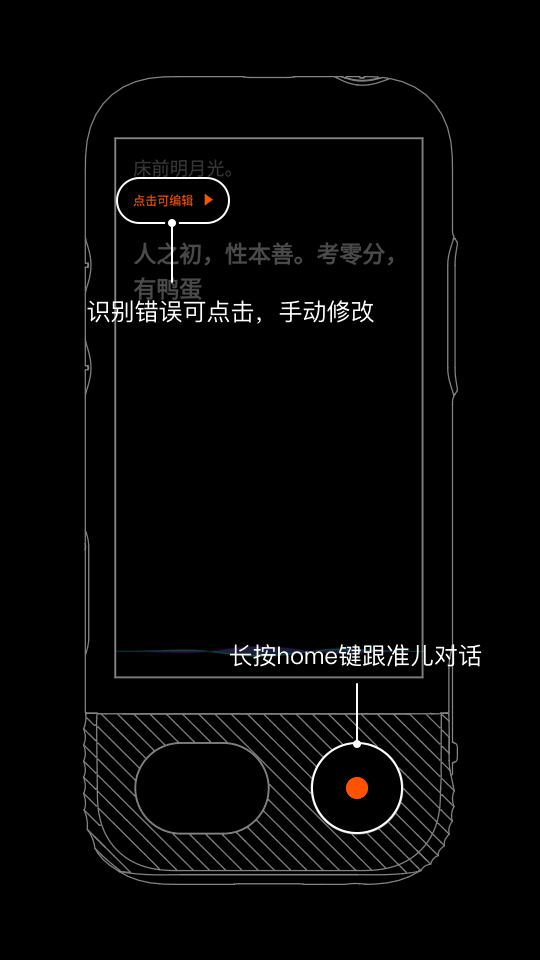 床前明月光。
点击可编辑
人之初，性本善。考零分，
有鸭蛋
识别错误可点击，手动修改
长按home键跟准儿对话